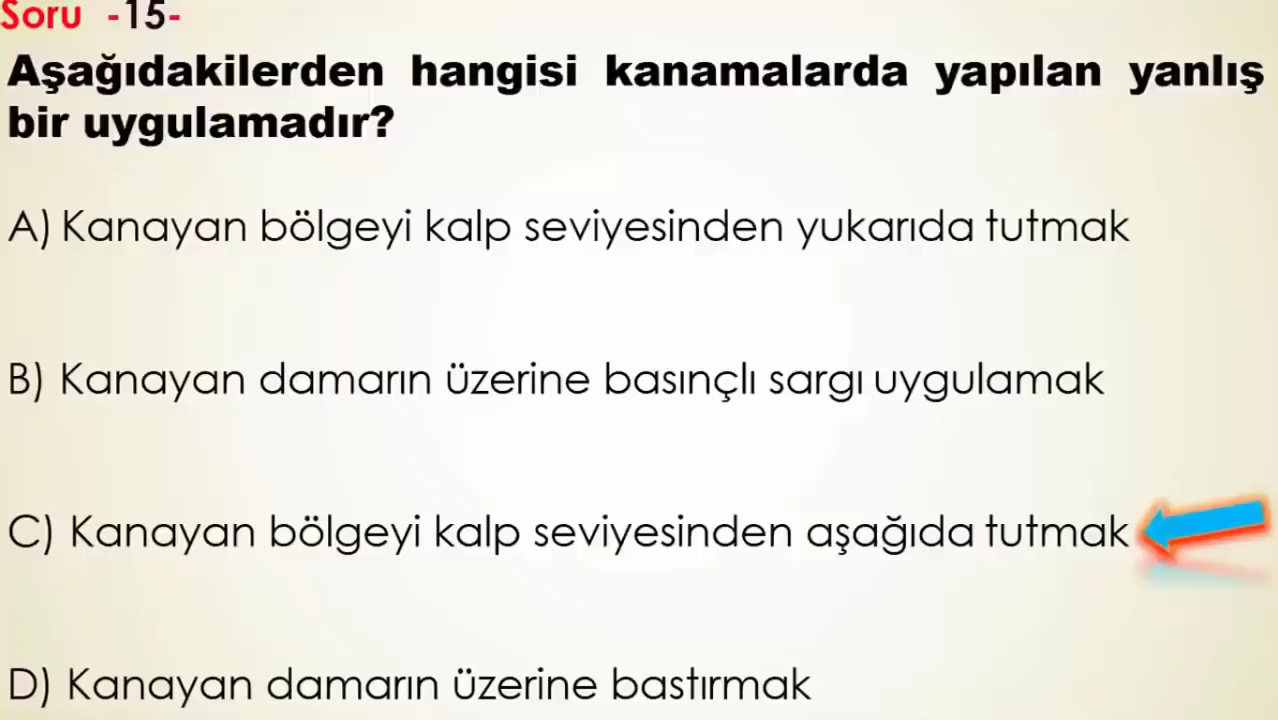 Soru -15-
Aşağıdakilerden hangisi kanamalarda yapılan yanlış
bir uygulamadır?
A) Kanayan bölgeyi kalp seviyesinden yukarıda tutmak
B) Kanayan damarın üzerine basınçlı sargı uygulamak
C) Kanayan bölgeyi kalp seviyesinden aşağıda tutmak
D) Kanayan damarın üzerine bastırmak